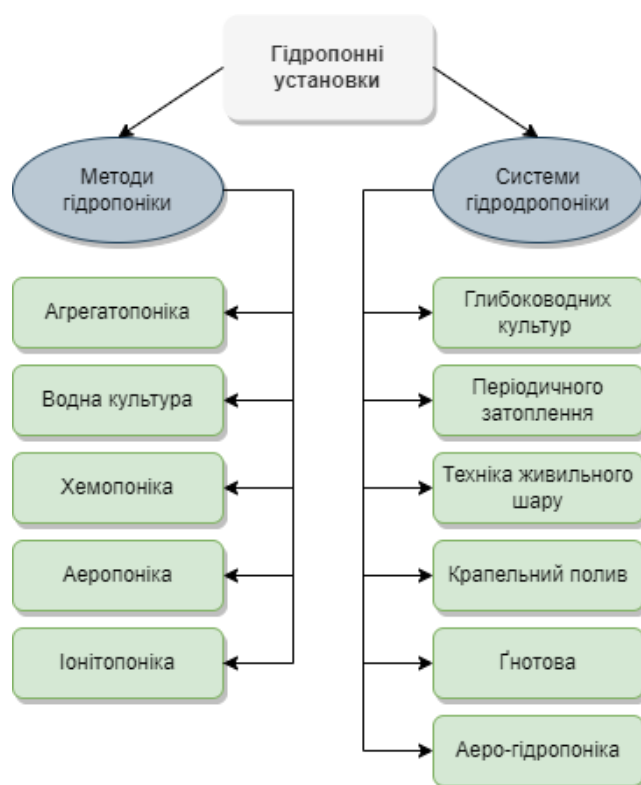 Гідропонні
установки
Методи
гідропоніки
Агрегатопоніка
Водна культура
Хемопоніка
Аеропоніка
Іонітопоніка
Системи
гідродропоніки
Глибоководних
культур
Періодичного
затоплення
Техніка живильного
шару
Крапельний полив
Ґнотова
Аеро-гідропоніка